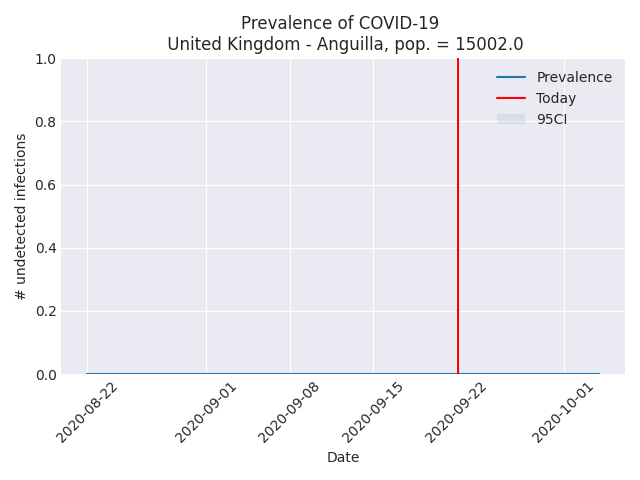 Prevalence of COVID-19
United Kingdom - Anguilla, pop. = 15002.0
1.0
0.8
0.6
0.4
0.2
0.0
# undetected infections
Prevalence
Today
95CI
2020-08-22
2020-09-01
2020-09-08
2020-09-15
2020-09-22
2020-10-01
Date